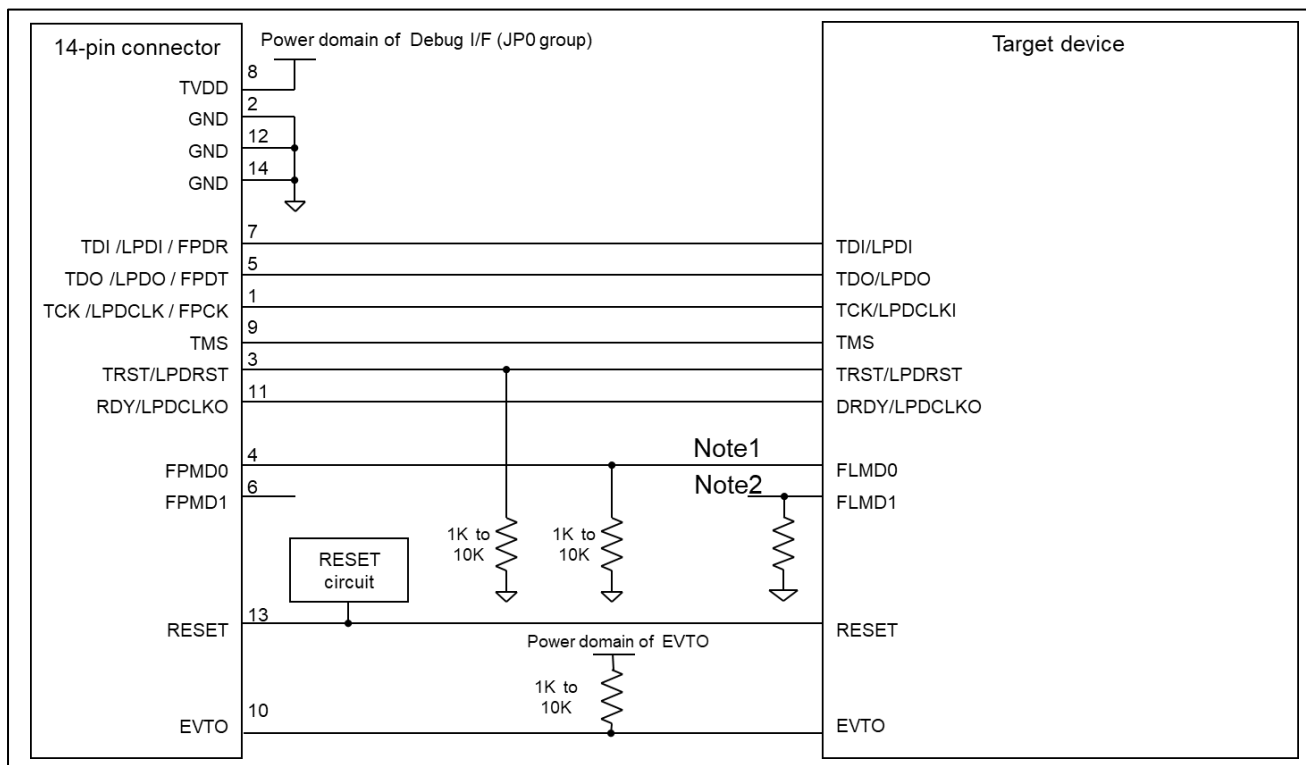 14-pin connector
Power domain of Debug I/F (JP0 group)
Target device
8
TVDD
2
GND
12
GND
14
GND
7
TDI /LPDI / FPDR
TDI/LPDI
5
TDO /LPDO / FPDT
TDO/LPDO
1
TCK /LPDCLK / FPCK
TCK/LPDCLKI
9
TMS
TMS
3
TRST/LPDRST
TRST/LPDRST
11
RDY/LPDCLKO
DRDY/LPDCLKO
4
Note1
FPMD0
FLMD0
6
Note2
FPMD1
FLMD1
1K to
10K
1K to
10K
RESET
circuit
13
RESET
RESET
Power domain of EVTO
1K to
10K
10
EVTO
EVTO